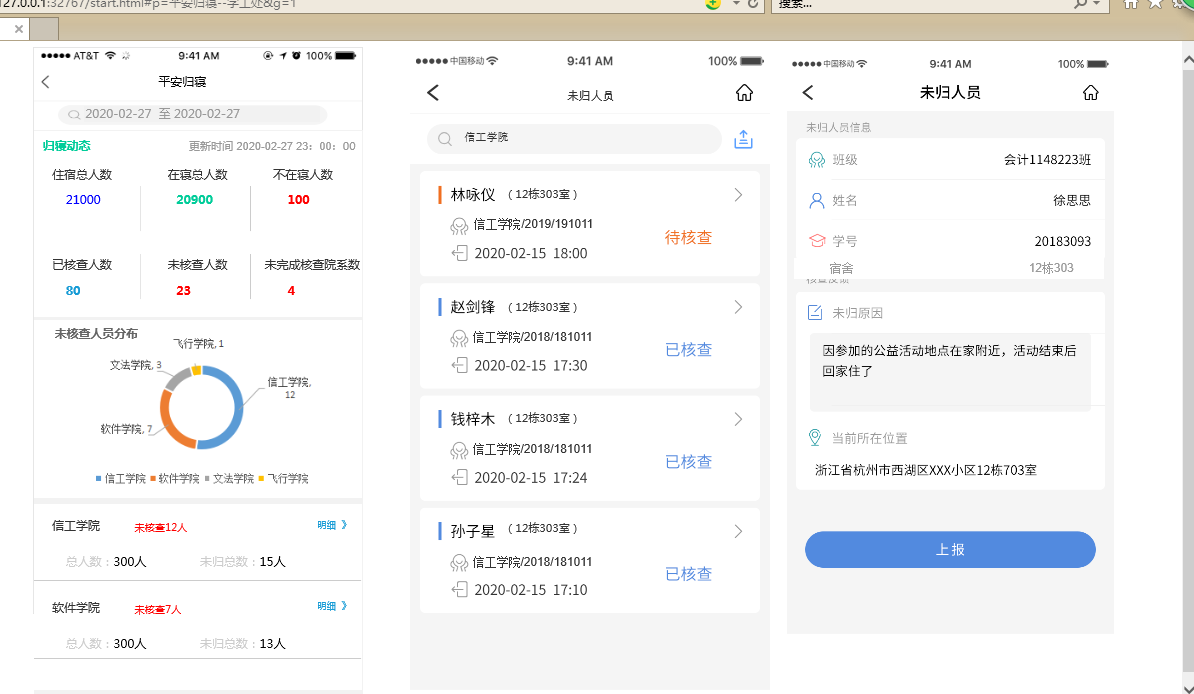 127.0.0.1:32767/start.html#p=平安归寝--学工处&g=1
搜索...
AT&T 9:41 AM 100%
平安归寝
2020-02-27 至 2020-02-27
归寝动态 更新时间 2020-02-27 23：00：00
住宿总人数 在寝总人数 不在寝人数
21000 20900 100
已核查人数 未核查人数 未完成核查院系数
80 23 4
未核查人员分布
飞行学院, 1
文法学院, 3
信工学院,
12
软件学院, 7
信工学院 软件学院 文法学院 飞行学院
信工学院 未核查12人 明细 》
总人数：300人 未归总数：15人
软件学院 未核查7人 明细 》
总人数：300人 未归总数：13人
中国移动 9:41 AM 100%
未归人员
信工学院
林咏仪 （12栋303室）
信工学院/2019/191011
待核查
2020-02-15 18:00
赵剑锋 （12栋303室）
信工学院/2018/181011
已核查
2020-02-15 17:30
钱梓木 （12栋303室）
信工学院/2018/181011
已核查
2020-02-15 17:24
孙子星 （12栋303室）
信工学院/2018/181011
已核查
2020-02-15 17:10
中国移动 9:41 AM 100%
未归人员
未归人员信息
班级 会计1148223班
姓名 徐思思
学号 20183093
宿舍 12栋303
未归原因
因参加的公益活动地点在家附近，活动结束后
回家住了
当前所在位置
浙江省杭州市西湖区XXX小区12栋703室
上报